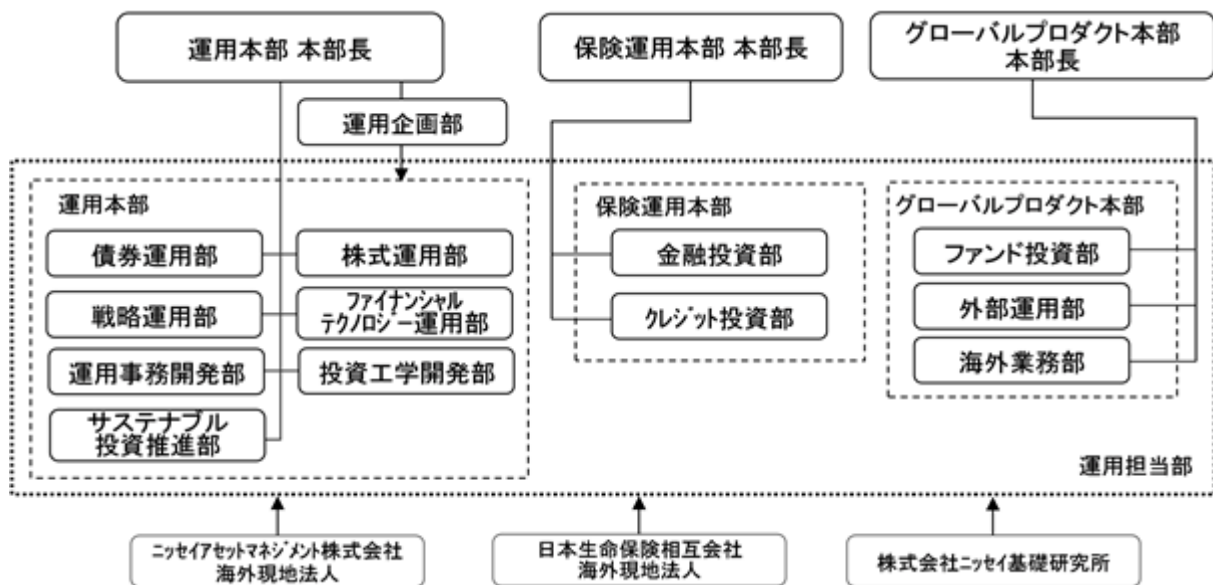 運用本部 本部長
保険運用本部 本部長
グローバルプロダクト本部
本部長
運用企画部
運用本部
債券運用部
株式運用部
戦略運用部
ファイナンシャル
テクノロジー運用部
運用事務開発部
投資工学開発部
サステナブル
投資推進部
保険運用本部
金融投資部
クレジット投資部
グローバルプロダクト本部
ファンド投資部
外部運用部
海外業務部
運用担当部
ニッセイアセットマネジメント株式会社
海外現地法人
日本生命保険相互会社
海外現地法人
株式会社ニッセイ基礎研究所